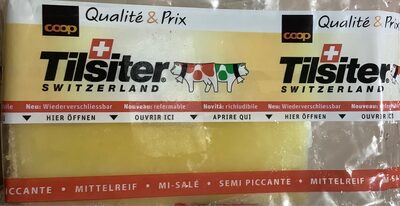 coop Qualité & Prix
coop Qualité & Prix
Tilsiter® Tilsiter
SWITZERLAND SWITZERLAND
Neu: Wiederverschliessbar Nouveau: refermable Novità: richiudibile Neu: Wiederverschliessbar Nouveau: refermable
HIER ÖFFNEN OUVRIR ICI APRIRE QUI HIER ÖFFNEN OUVRIR ICI
PICCANTE • MITTELREIF • MI-SALÉ • SEMI PICCANTE • MITTELREIF •